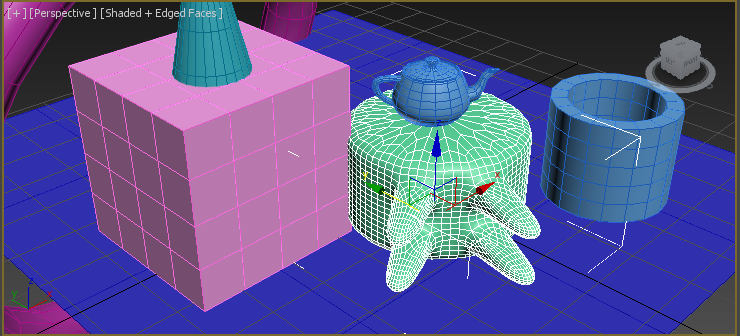 [ + ] [Perspective ] [Shaded + Edged Faces ]
z
x